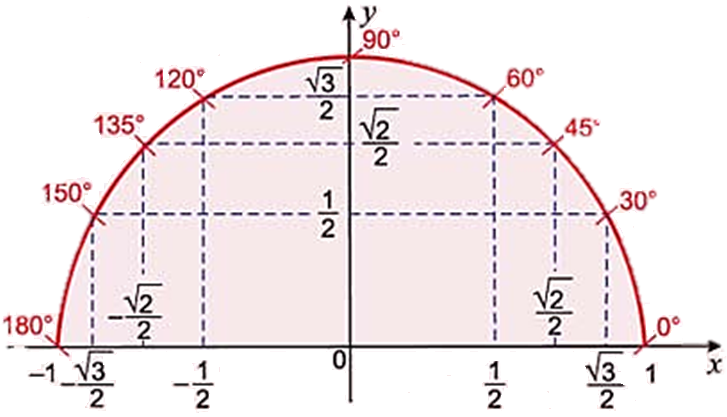 y
90°
120° √3/2 60°
135° √2/2 45°
150° 1/2 30°
-√2/2 √2/2
180° 0 0° x
-1 -√3/2 -1/2 1/2 √3/2 1